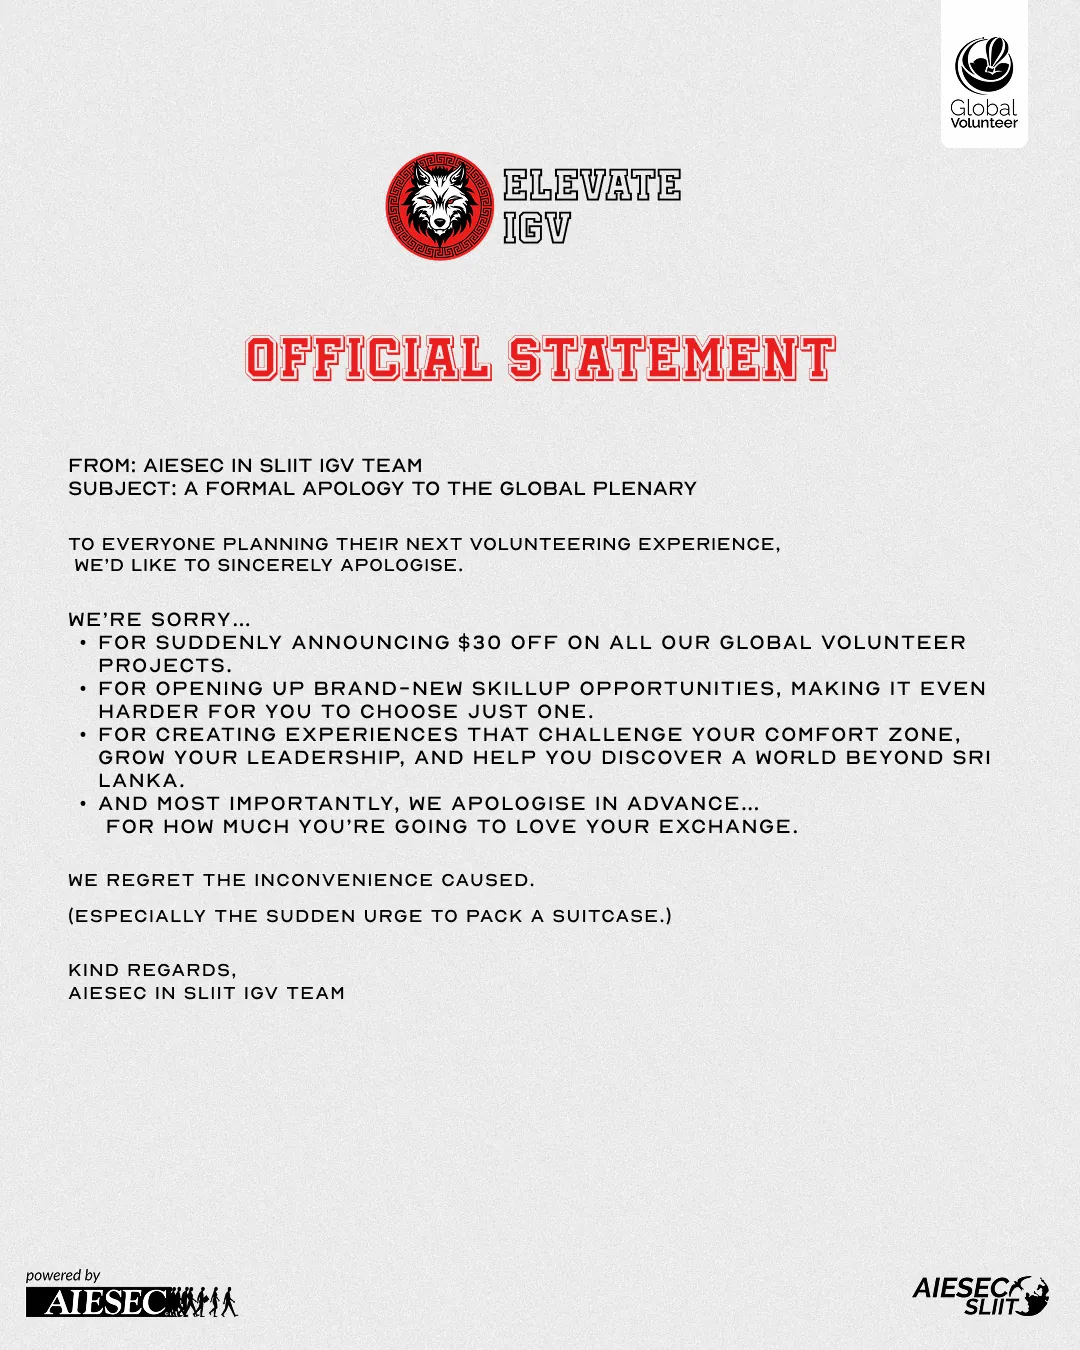 Global
Volunteer
ELEVATE
IGV
OFFICIAL STATEMENT
FROM: AIESEC IN SLIIT IGV TEAM
SUBJECT: A FORMAL APOLOGY TO THE GLOBAL PLENARY
TO EVERYONE PLANNING THEIR NEXT VOLUNTEERING EXPERIENCE,
WE'D LIKE TO SINCERELY APOLOGISE.
WE'RE SORRY...
• FOR SUDDENLY ANNOUNCING $30 OFF ON ALL OUR GLOBAL VOLUNTEER
PROJECTS.
• FOR OPENING UP BRAND-NEW SKILLUP OPPORTUNITIES, MAKING IT EVEN
HARDER FOR YOU TO CHOOSE JUST ONE.
• FOR CREATING EXPERIENCES THAT CHALLENGE YOUR COMFORT ZONE,
GROW YOUR LEADERSHIP, AND HELP YOU DISCOVER A WORLD BEYOND SRI
LANKA.
• AND MOST IMPORTANTLY, WE APOLOGISE IN ADVANCE...
FOR HOW MUCH YOU'RE GOING TO LOVE YOUR EXCHANGE.
WE REGRET THE INCONVENIENCE CAUSED.
(ESPECIALLY THE SUDDEN URGE TO PACK A SUITCASE.)
KIND REGARDS,
AIESEC IN SLIIT IGV TEAM
powered by
AIESEC
AIESEC
SLIIT